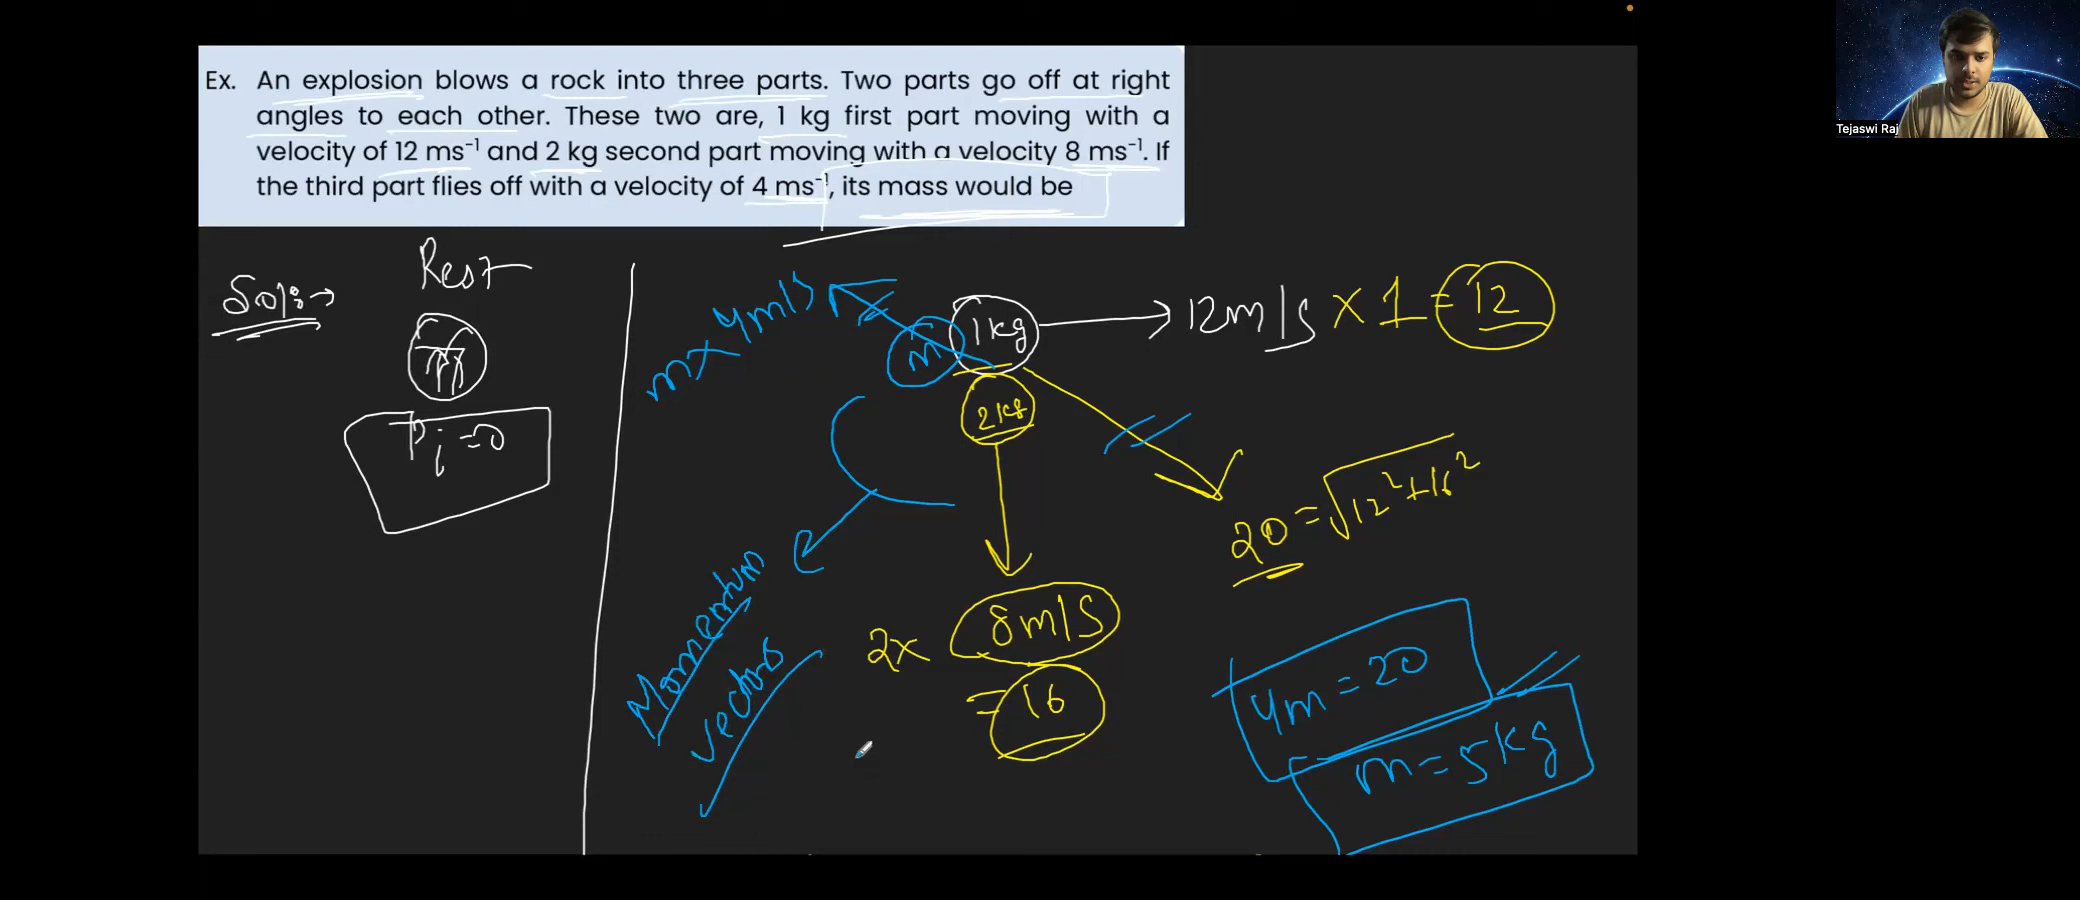 Ex. An explosion blows a rock into three parts. Two parts go off at right
angles to each other. These two are, 1 kg first part moving with a
velocity of 12 ms⁻¹ and 2 kg second part moving with a velocity 8 ms⁻¹. If
the third part flies off with a velocity of 4 ms⁻¹, its mass would be
Tejaswi Raj
Rest
Pi = 0
m x 4m/s
m
1kg
12m/s x 1 = 12
2kg
20 = √12² + 16²
Momentum
vectors
2x 8m/s
= 16
4m = 20
m = 5kg